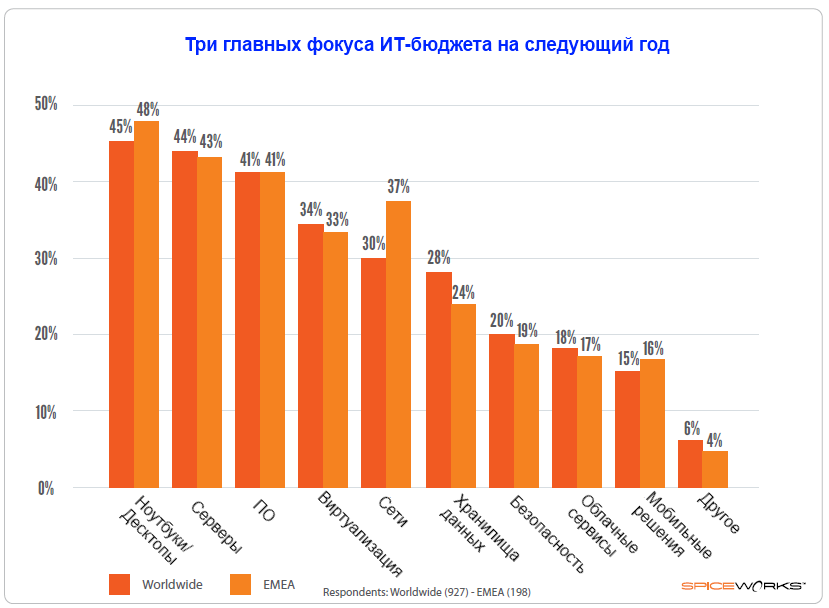 Три главных фокуса ИТ-бюджета на следующий год
50%
40%
30%
20%
10%
0%
45%
48%
44%
43%
41%
41%
34%
33%
30%
37%
28%
24%
20%
19%
18%
17%
15%
16%
6%
4%
Ноутбуки/
Десктопы
Серверы
ПО
Виртуализация
Сети
Хранилища
данных
Безопасность
Облачные
сервисы
Мобильные
решения
Другое
Worldwide
EMEA
Respondents: Worldwide (927) - EMEA (198)
SPICEWORKS™